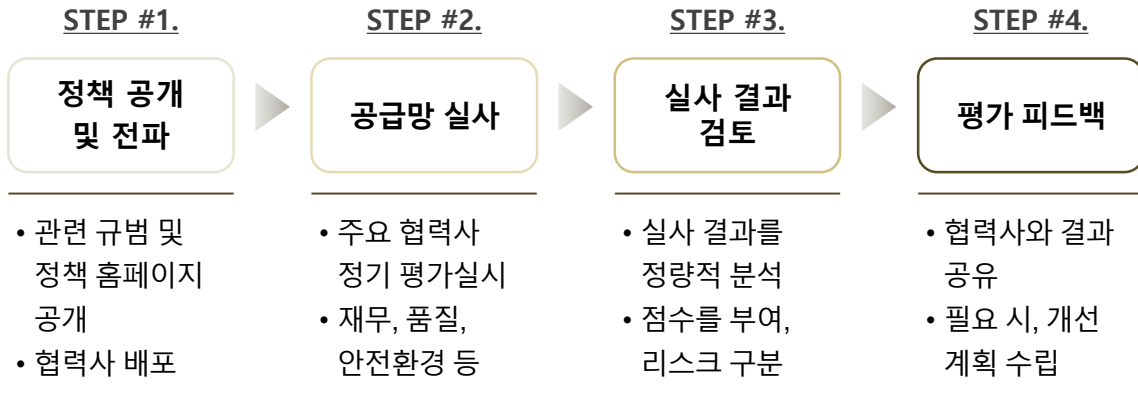 STEP #1.
정책 공개
및 전파
• 관련 규범 및
정책 홈페이지
공개
• 협력사 배포
STEP #2.
공급망 실사
• 주요 협력사
정기 평가실시
• 재무, 품질,
안전환경 등
STEP #3.
실사 결과
검토
• 실사 결과를
정량적 분석
• 점수를 부여,
리스크 구분
STEP #4.
평가 피드백
• 협력사와 결과
공유
• 필요 시, 개선
계획 수립